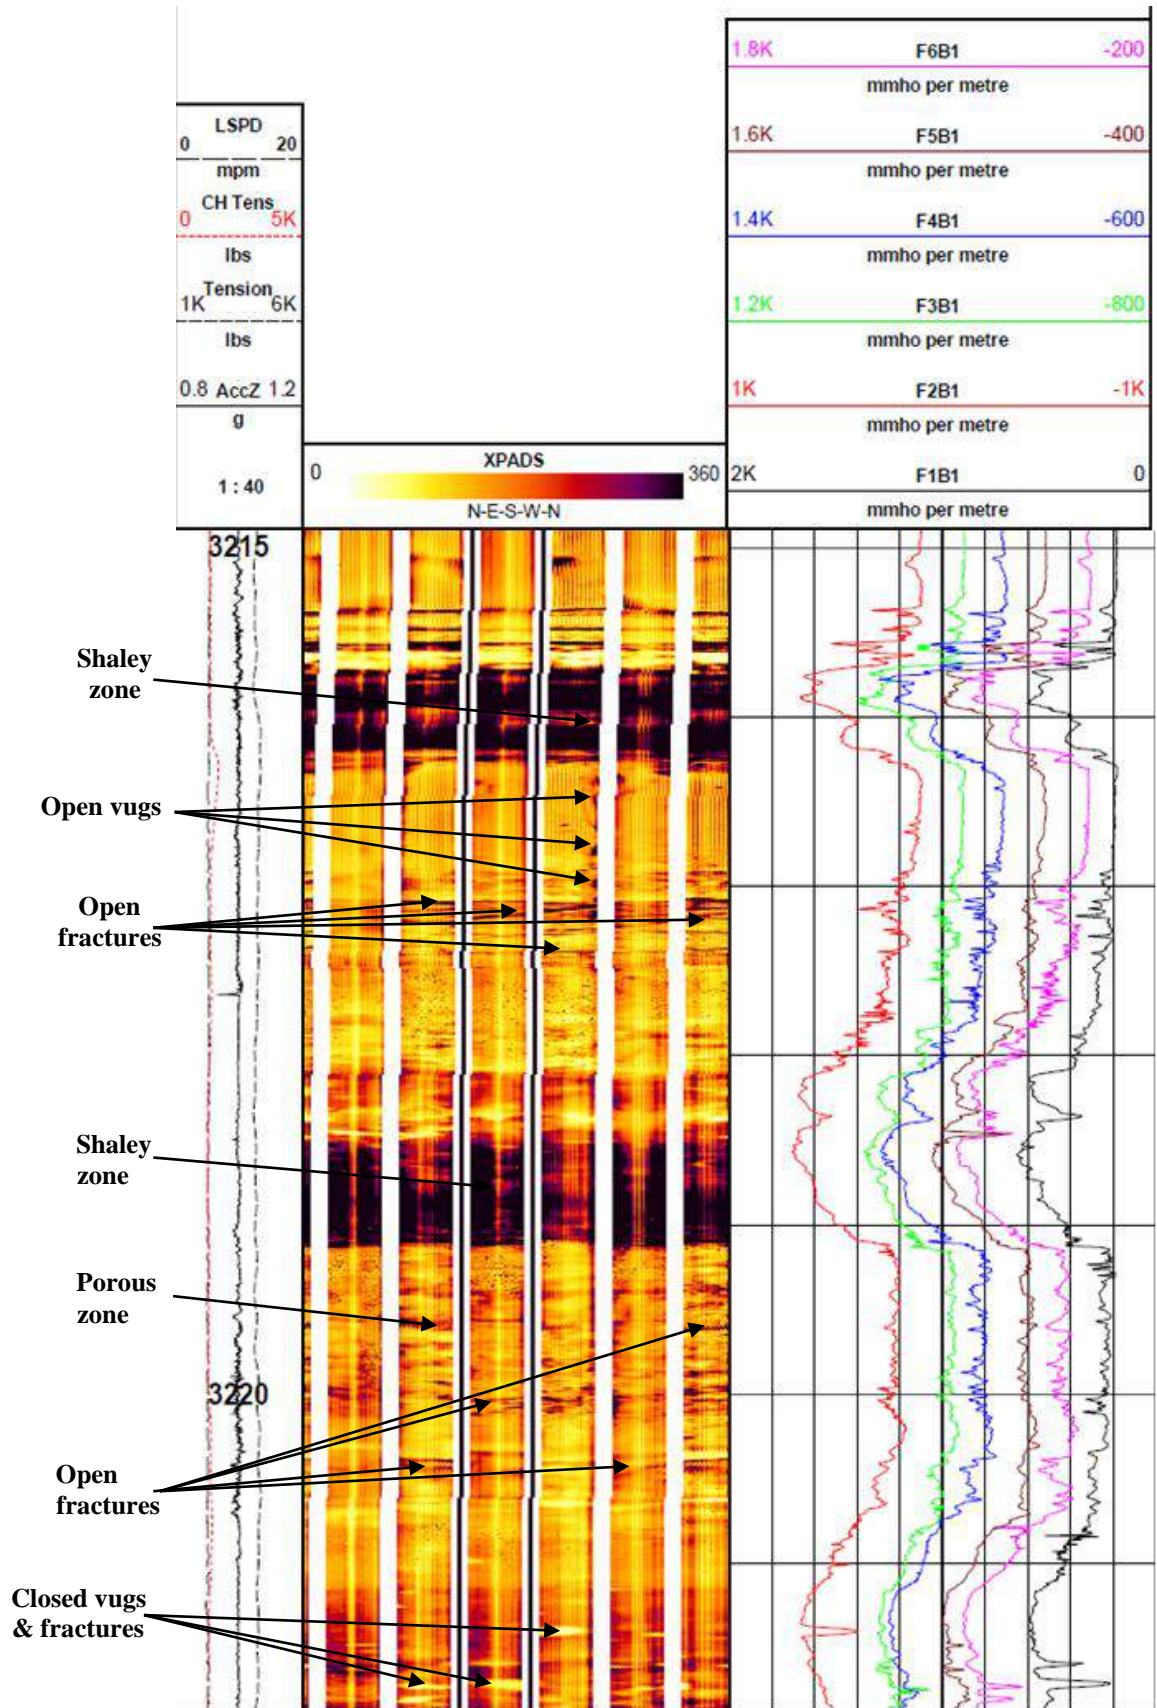 1.8K F6B1 -200
mmho per metre
1.6K F5B1 -400
mmho per metre
1.4K F4B1 -600
mmho per metre
1.2K F3B1 -800
mmho per metre
1K F2B1 -1K
mmho per metre
2K F1B1 0
mmho per metre
LSPD
0 20
mpm
CH Tens
0 5K
lbs
Tension
1K 6K
lbs
0.8 AccZ 1.2
g
1 : 40
XPADS
0 360
N-E-S-W-N
3215
Shaley
zone
Open vugs
Open
fractures
Shaley
zone
Porous
zone
3220
Open
fractures
Closed vugs
& fractures